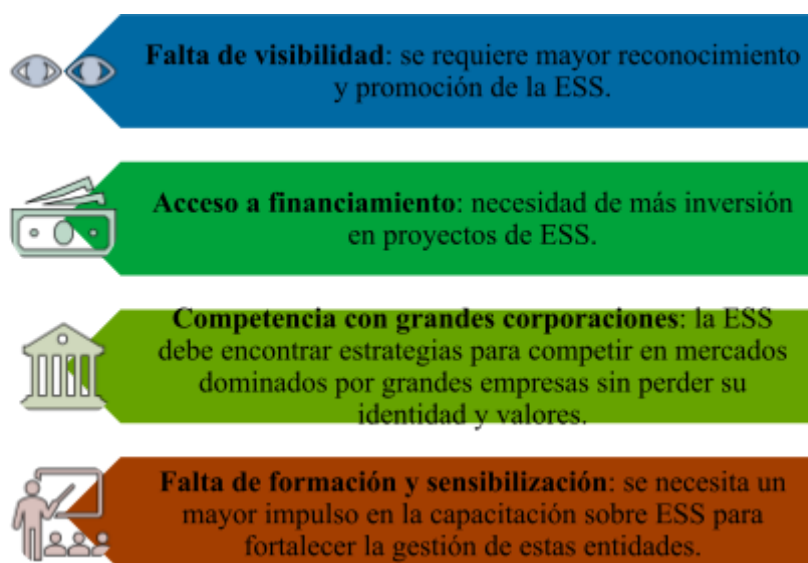 Falta de visibilidad: se requiere mayor reconocimiento
y promoción de la ESS.
Acceso a financiamiento: necesidad de más inversión
en proyectos de ESS.
Competencia con grandes corporaciones: la ESS
debe encontrar estrategias para competir en mercados
dominados por grandes empresas sin perder su
identidad y valores.
Falta de formación y sensibilización: se necesita un
mayor impulso en la capacitación sobre ESS para
fortalecer la gestión de estas entidades.